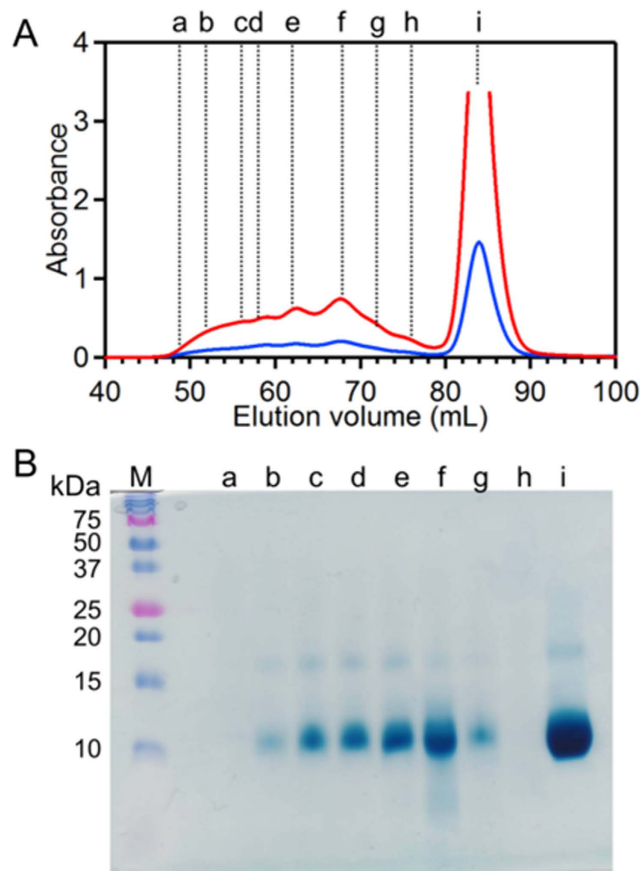 A
a b cd e f g h i
4
3
2
1
0
Absorbance
40 50 60 70 80 90 100
Elution volume (mL)
B
kDa M a b c d e f g h i
75
50
37
25
20
15
10